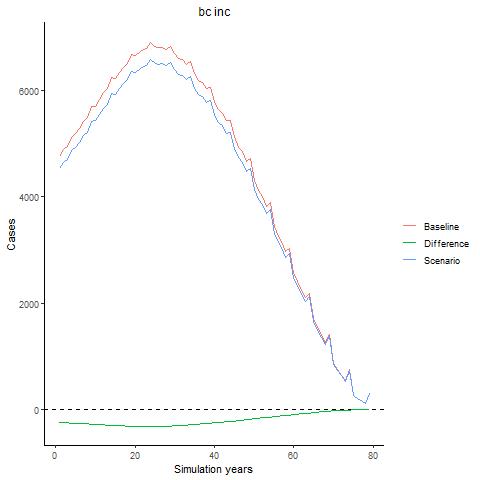 bc inc
Cases
6000
4000
2000
0
0
20
40
60
80
Simulation years
Baseline
Difference
Scenario